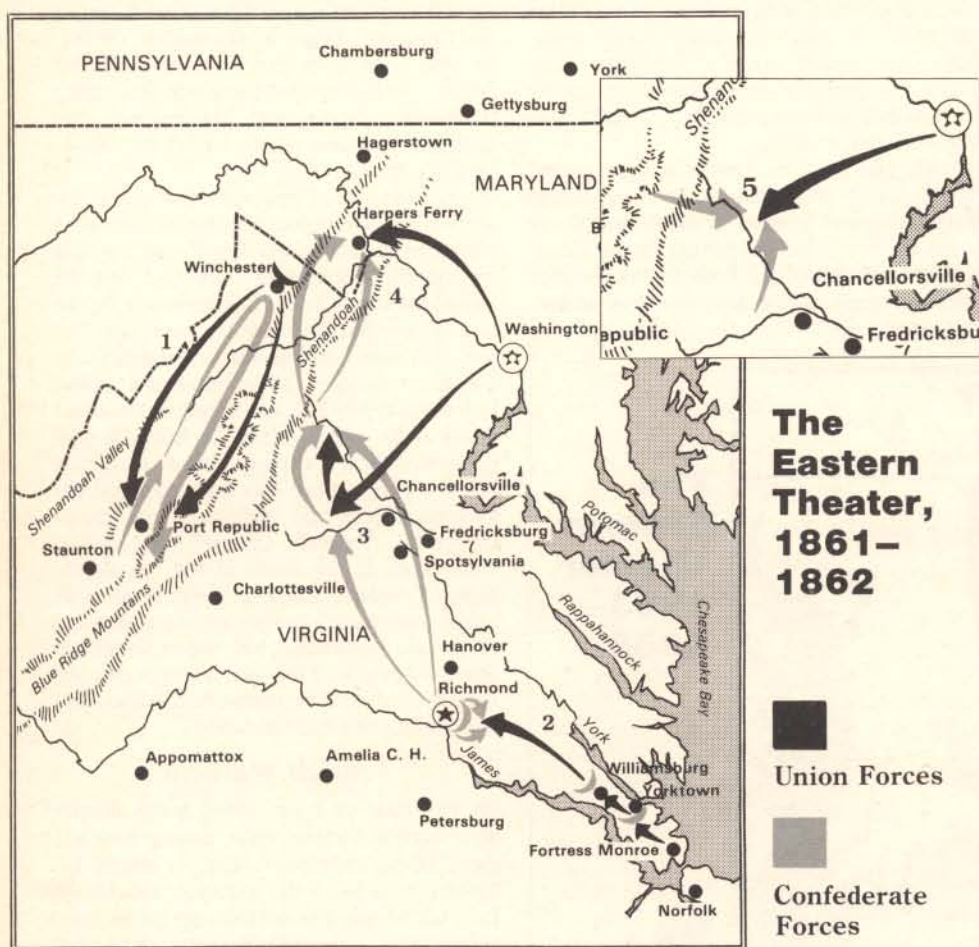 PENNSYLVANIA
Chambersburg
York
Gettysburg
Hagerstown
MARYLAND
Harpers Ferry
Winchester
1
4
Shenandoah
Washington
Shenandoah Valley
Port Republic
Staunton
Chancellorsville
3
Fredricksburg
Spotsylvania
Charlottesville
Blue Ridge Mountains
VIRGINIA
Hanover
Richmond
2
Potomac
Rappahannock
Chesapeake Bay
York
James
Williamsburg
Yorktown
Appomattox
Amelia C. H.
Petersburg
Fortress Monroe
Norfolk
Shenand
5
B
Chancellorsville
epublic
Fredricksbu
The
Eastern
Theater,
1861–
1862
Union Forces
Confederate
Forces